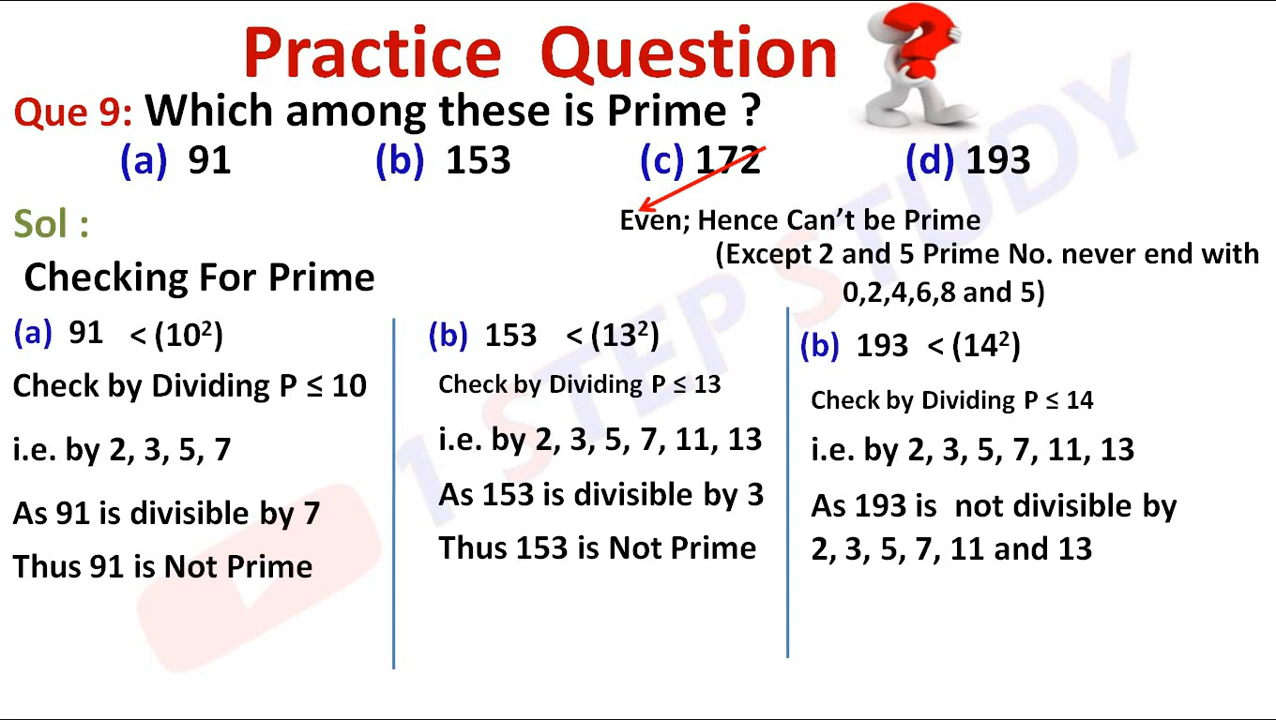 Practice Question
Que 9: Which among these is Prime ?
(a) 91 (b) 153 (c) 172 (d) 193
Sol :
Even; Hence Can’t be Prime
(Except 2 and 5 Prime No. never end with
0,2,4,6,8 and 5)
Checking For Prime
(a) 91 < (10²)
Check by Dividing P ≤ 10
i.e. by 2, 3, 5, 7
As 91 is divisible by 7
Thus 91 is Not Prime
(b) 153 < (13²)
Check by Dividing P ≤ 13
i.e. by 2, 3, 5, 7, 11, 13
As 153 is divisible by 3
Thus 153 is Not Prime
(b) 193 < (14²)
Check by Dividing P ≤ 14
i.e. by 2, 3, 5, 7, 11, 13
As 193 is not divisible by
2, 3, 5, 7, 11 and 13
1 STEP STUDY